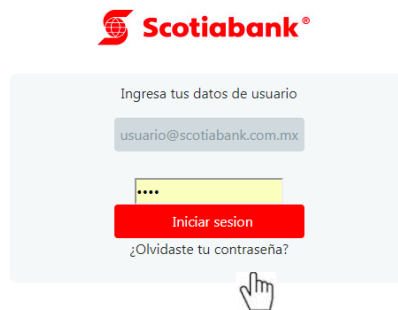 Scotiabank®
Ingresa tus datos de usuario
usuario@scotiabank.com.mx
••••
Iniciar sesion
¿Olvidaste tu contraseña?